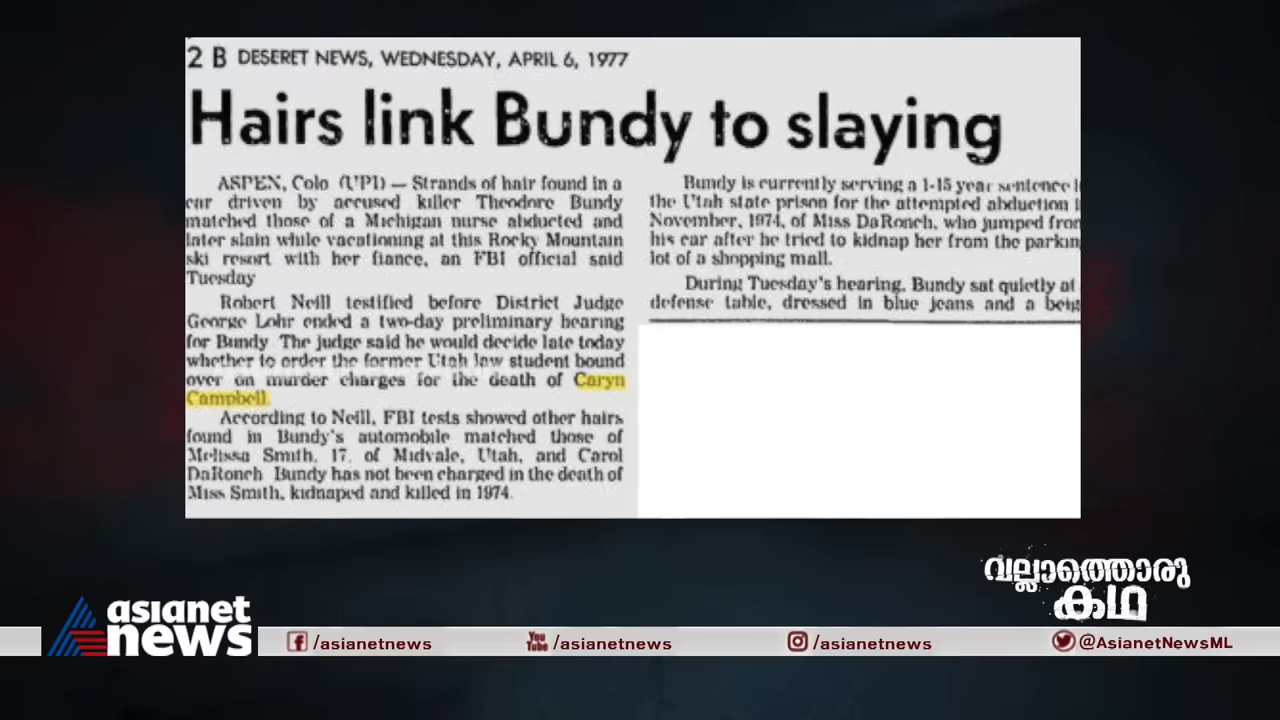 2 B DESERET NEWS, WEDNESDAY, APRIL 6, 1977
Hairs link Bundy to slaying
ASPEN, Colo (UPI) — Strands of hair found in a
car driven by accused killer Theodore Bundy
matched those of a Michigan nurse abducted and
later slain while vacationing at this Rocky Mountain
ski resort with her fiance, an FBI official said
Tuesday
Robert Neill testified before District Judge
George Lohr ended a two-day preliminary hearing
for Bundy The judge said he would decide late today
whether to order the former Utah law student bound
over on murder charges for the death of Caryn
Campbell.
According to Neill, FBI tests showed other hairs
found in Bundy's automobile matched those of
Melissa Smith, 17, of Midvale, Utah, and Carol
DaRonch Bundy has not been charged in the death of
Miss Smith, kidnaped and killed in 1974.
Bundy is currently serving a 1-15 year sentence
the Utah state prison for the attempted abduction
November, 1974, of Miss DaRonch, who jumped from
his car after he tried to kidnap her from the
lot of a shopping mall.
During Tuesday's hearing, Bundy sat quietly at
defense table, dressed in blue jeans and a
വല്ലാത്തൊരു
കഥ
asianet
news
/asianetnews
You
Tube
/asianetnews
/asianetnews
@AsianetNewsML